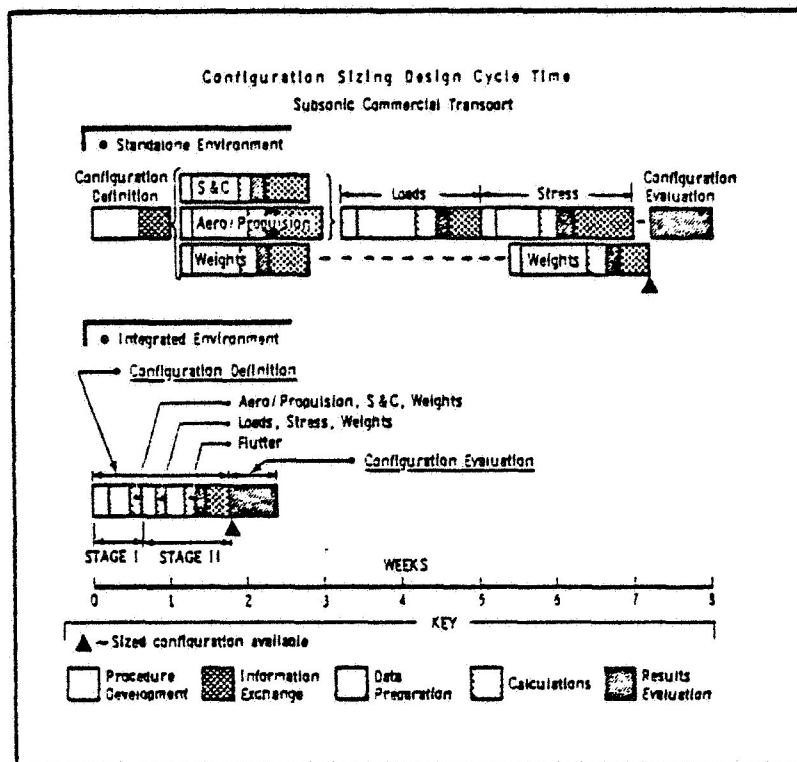 Configuration Sizing Design Cycle Time
Subsonic Commercial Transport
• Standalone Environment
Configuration
Definition
S & C
Aero/Propulsion
Weights
Loads
Stress
Weights
Configuration
Evaluation
• Integrated Environment
Configuration Definition
Aero/Propulsion, S & C, Weights
Loads, Stress, Weights
Flutter
Configuration Evaluation
STAGE I
STAGE II
WEEKS
0 1 2 3 4 5 6 7 8
KEY
▲ ~ Sized configuration available
Procedure
Development
Information
Exchange
Data
Preparation
Calculations
Results
Evaluation